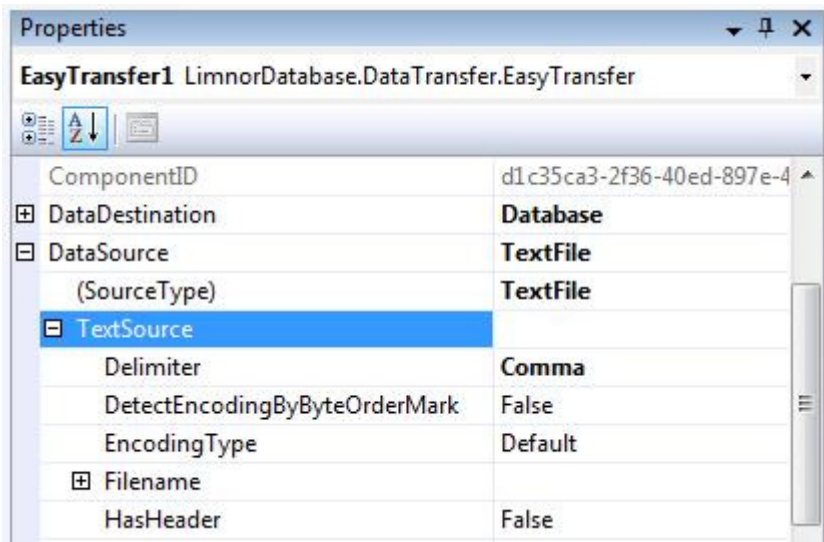 Properties
EasyTransfer1 LimnorDatabase.DataTransfer.EasyTransfer
ComponentID d1c35ca3-2f36-40ed-897e-4
DataDestination Database
DataSource TextFile
(SourceType) TextFile
TextSource
Delimiter Comma
DetectEncodingByByteOrderMark False
EncodingType Default
Filename
HasHeader False